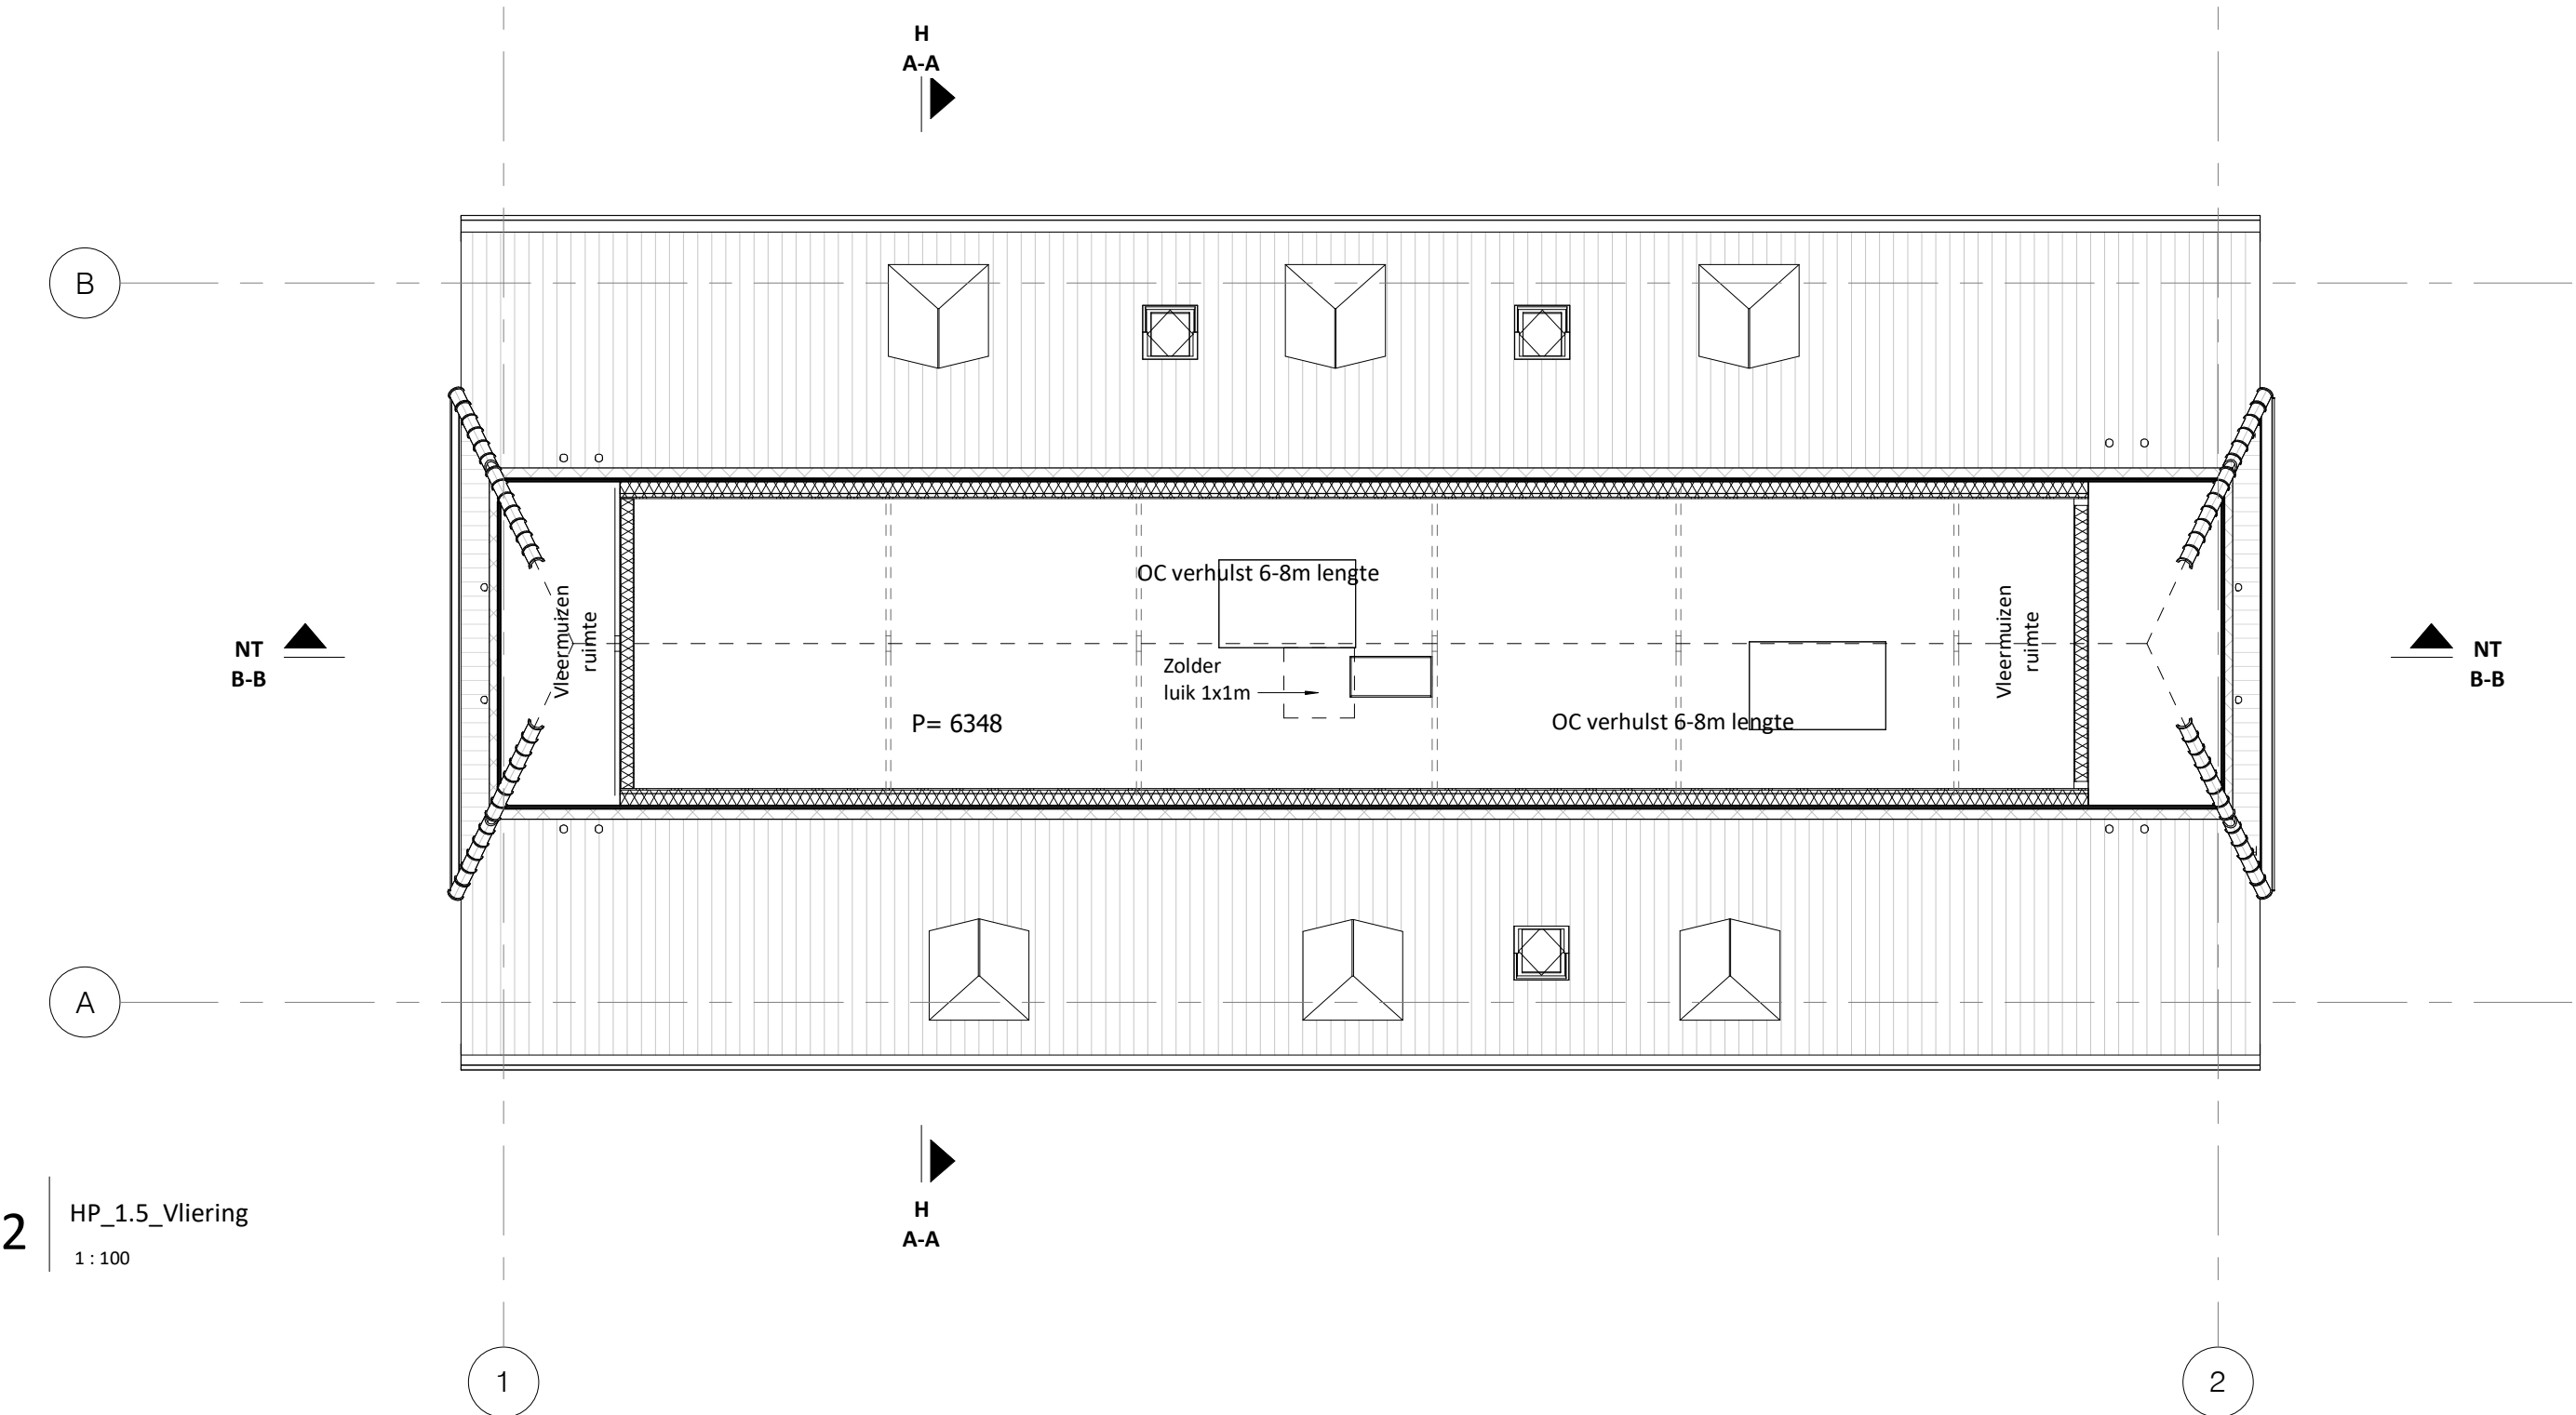 H
A-A
B
OC verhulst 6-8m lengte
Vleermuizen
ruimte
Vleermuizen
ruimte
NT
B-B
NT
B-B
Zolder
luik 1x1m
P= 6348
OC verhulst 6-8m lengte
A
H
A-A
2
HP_1.5_Vliering
1 : 100
1
2